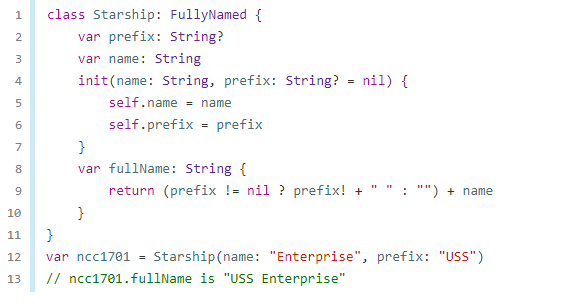 1 class Starship: FullyNamed {
2     var prefix: String?
3     var name: String
4     init(name: String, prefix: String? = nil) {
5         self.name = name
6         self.prefix = prefix
7     }
8     var fullName: String {
9         return (prefix != nil ? prefix! + " " : "") + name
10     }
11 }
12 var ncc1701 = Starship(name: "Enterprise", prefix: "USS")
13 // ncc1701.fullName is "USS Enterprise"